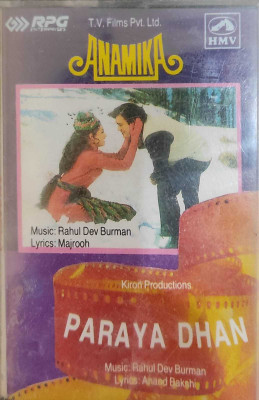 RPG
ENTERPRISES
T.V. Films Pvt. Ltd.
HMV
ANAMIKA
Music: Rahul Dev Burman
Lyrics: Majrooh
Kiron Productions
PARAYA DHAN
Music: Rahul Dev Burman
Lyrics: Anand Bakshi